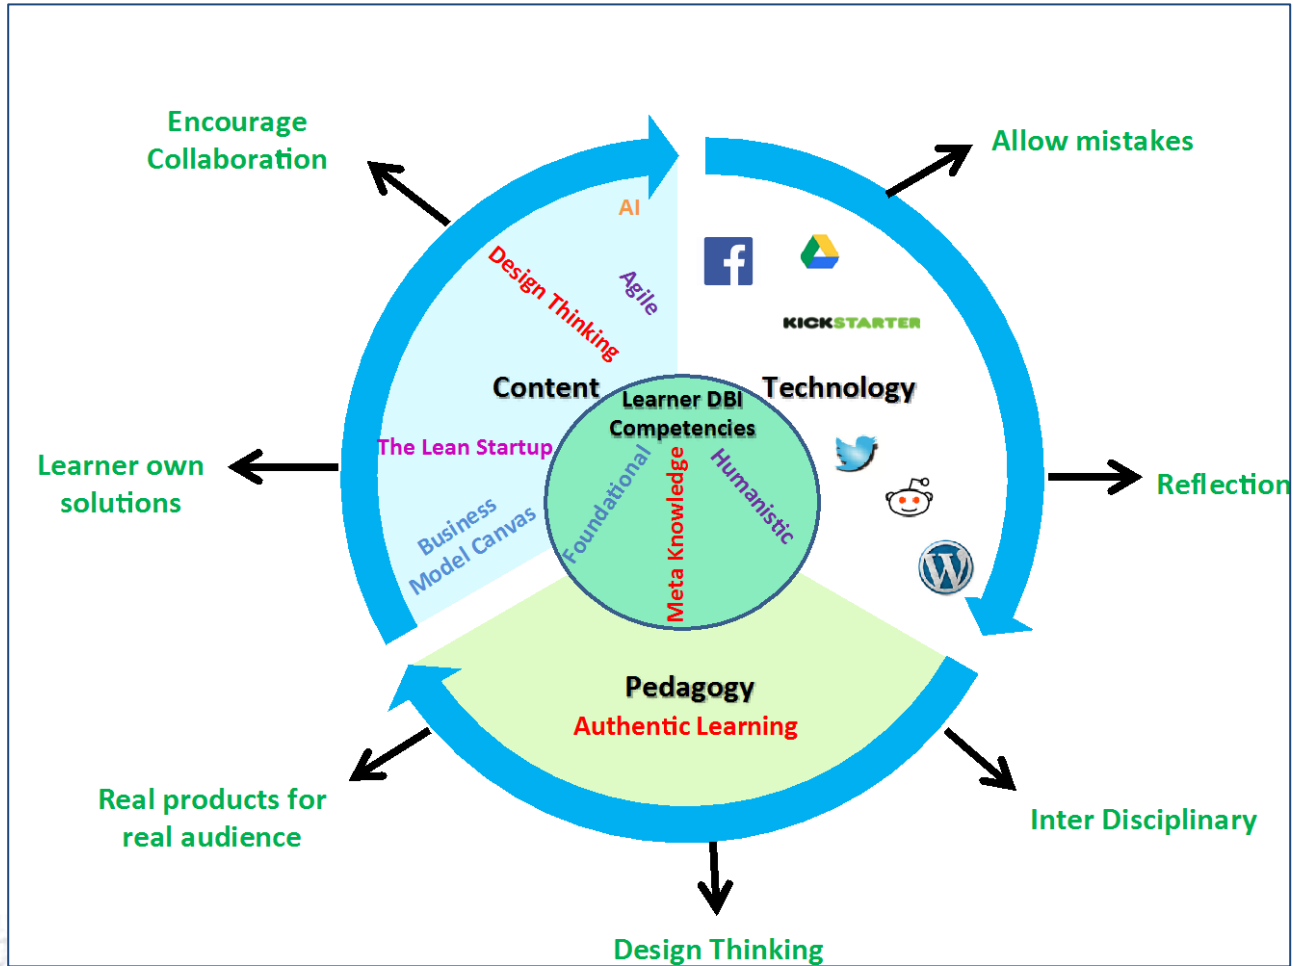 Encourage
Collaboration
Allow mistakes
AI
Design Thinking
Agile
f
KICKSTARTER
Content
Technology
Learner DBI
Competencies
The Lean Startup
Foundational
Meta Knowledge
Humanistic
Learner own
solutions
Reflection
Business
Model Canvas
W
Pedagogy
Authentic Learning
Real products for
real audience
Inter Disciplinary
Design Thinking